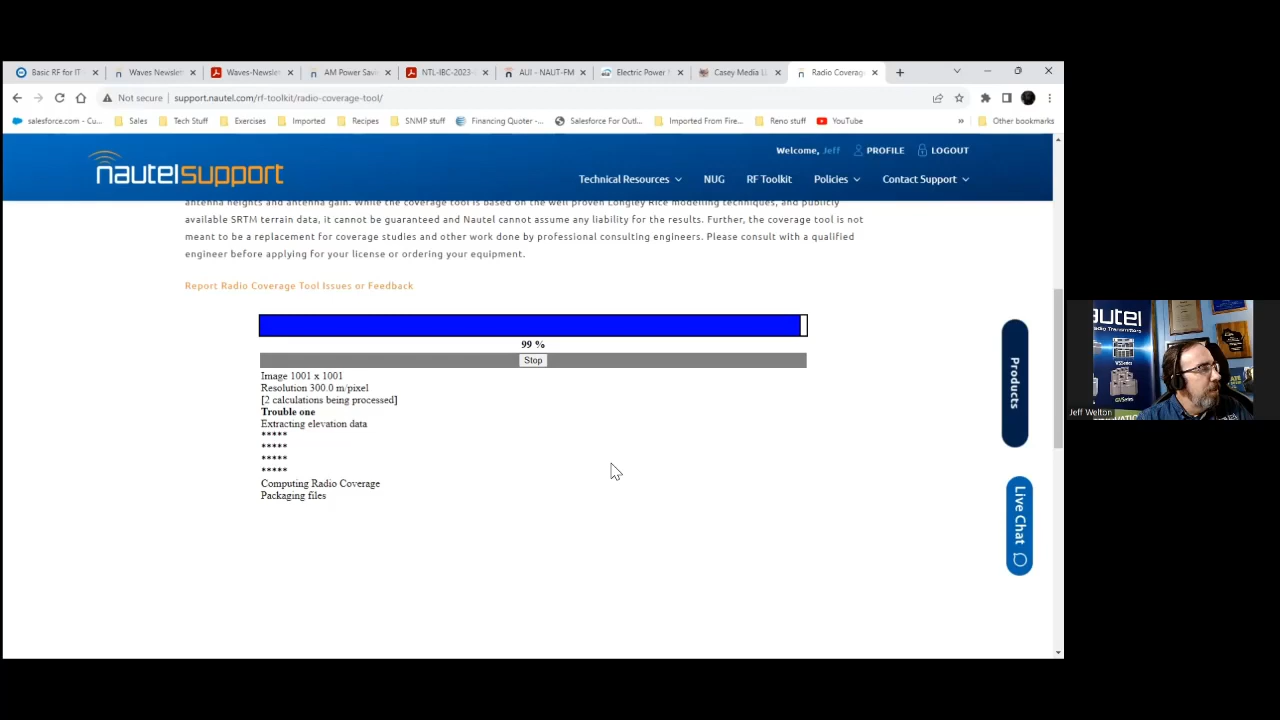 Basic RF for IT
Waves Newslet
Waves-Newsle
AM Power Savi
NTL-IBC-2023-
AUI - NAUT-FM
Electric Power
Casey Media L
Radio Coverag
Not secure
support.nautel.com/rf-toolkit/radio-coverage-tool/
salesforce.com - Cu...
Sales
Tech Stuff
Exercises
Imported
Recipes
SNMP stuff
Financing Quoter -...
Salesforce For Outl...
Imported From Fire...
Reno stuff
YouTube
»
Other bookmarks
nautelsupport
Welcome, Jeff
PROFILE
LOGOUT
Technical Resources
NUG
RF Toolkit
Policies
Contact Support
antenna heights and antenna gain. While the coverage tool is based on the well proven Longley Rice modelling techniques, and publicly
available SRTM terrain data, it cannot be guaranteed and Nautel cannot assume any liability for the results. Further, the coverage tool is not
meant to be a replacement for coverage studies and other work done by professional consulting engineers. Please consult with a qualified
engineer before applying for your license or ordering your equipment.
Report Radio Coverage Tool Issues or Feedback
99 %
Stop
Image 1001 x 1001
Resolution 300.0 m/pixel
[2 calculations being processed]
Trouble one
Extracting elevation data
*****
*****
*****
*****
Computing Radio Coverage
Packaging files
Products
Live Chat
autel
Jeff Welton